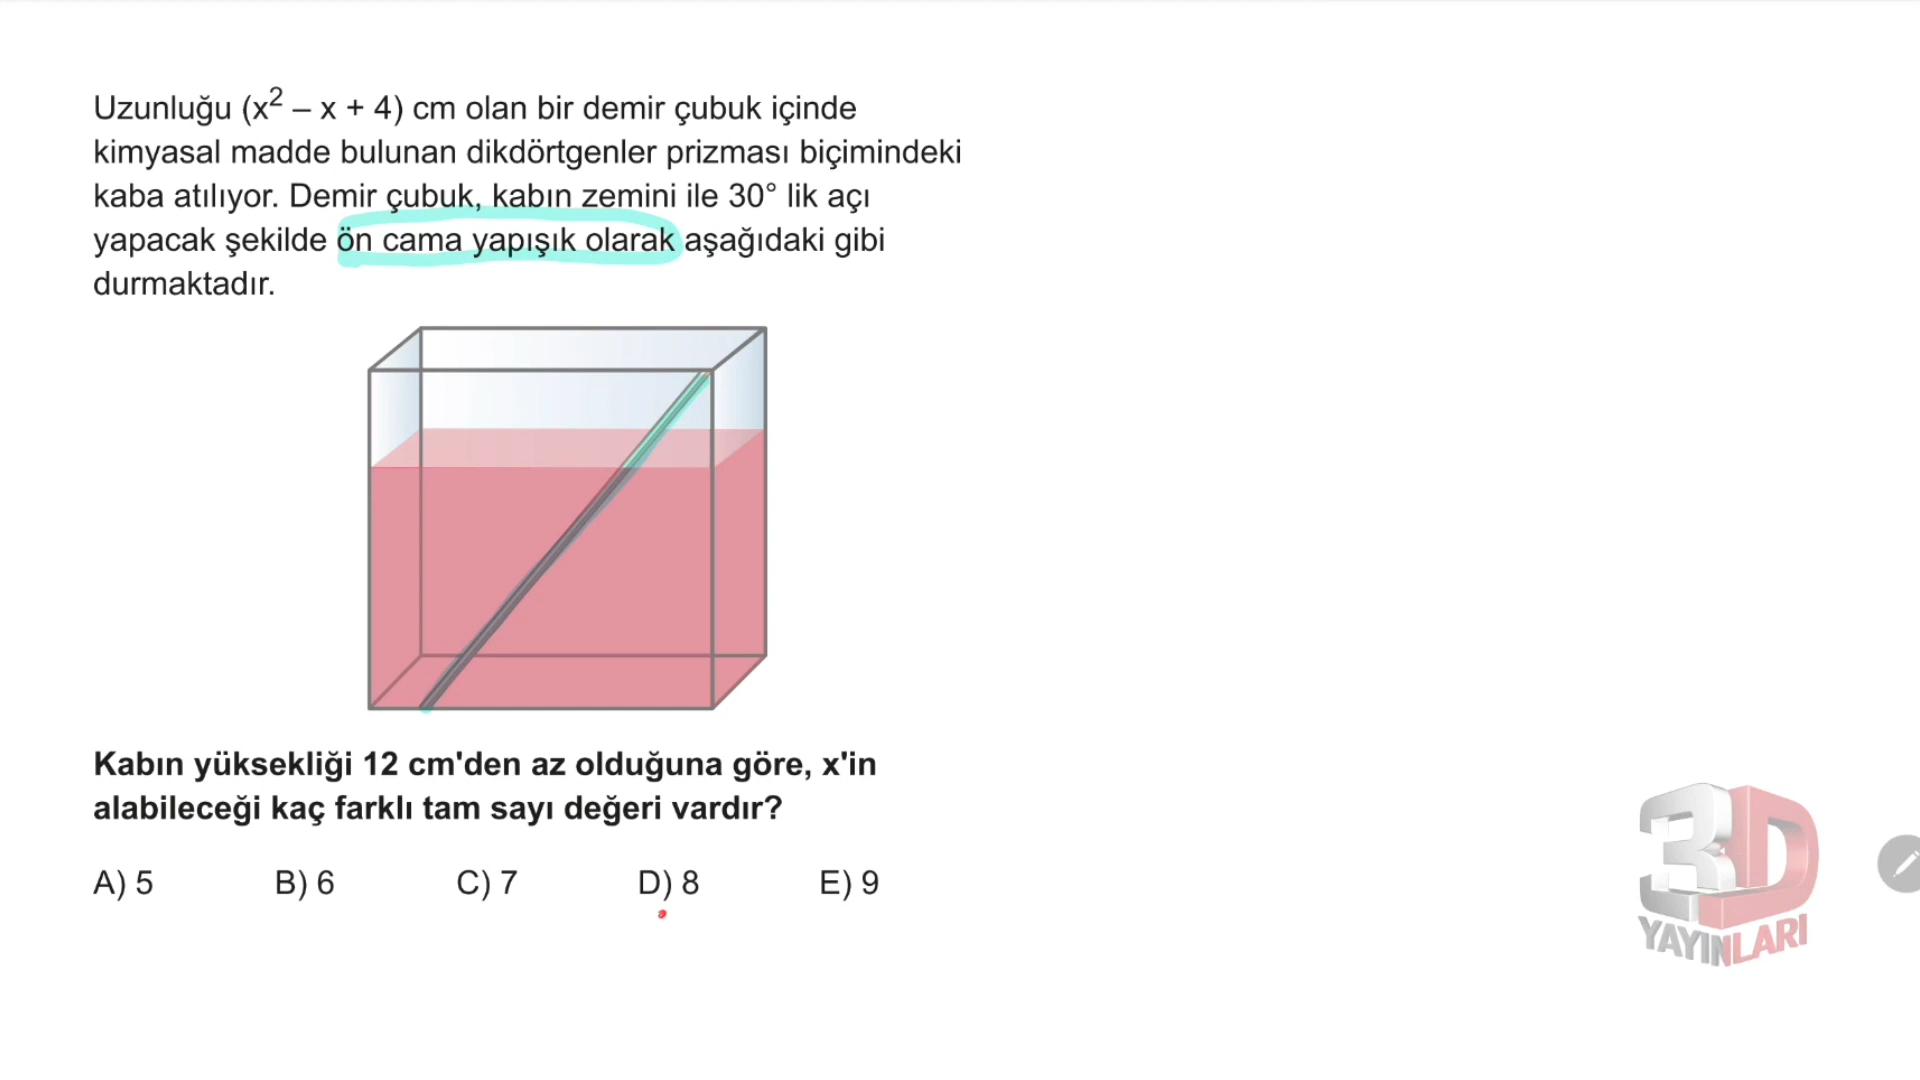 Uzunluğu (x² – x + 4) cm olan bir demir çubuk içinde
kimyasal madde bulunan dikdörtgenler prizması biçimindeki
kaba atılıyor. Demir çubuk, kabın zemini ile 30° lik açı
yapacak şekilde ön cama yapışık olarak aşağıdaki gibi
durmaktadır.
Kabın yüksekliği 12 cm'den az olduğuna göre, x'in
alabileceği kaç farklı tam sayı değeri vardır?
A) 5 B) 6 C) 7 D) 8 E) 9
3D
YAYINLARI